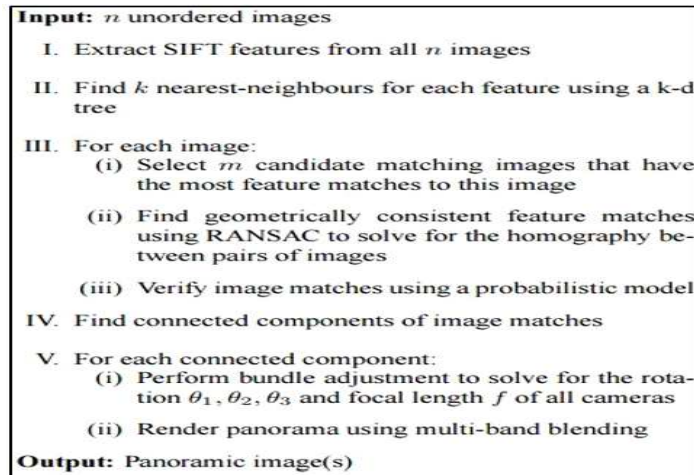 Input: n unordered images
I. Extract SIFT features from all n images
II. Find k nearest-neighbours for each feature using a k-d
tree
III. For each image:
(i) Select m candidate matching images that have
the most feature matches to this image
(ii) Find geometrically consistent feature matches
using RANSAC to solve for the homography be-
tween pairs of images
(iii) Verify image matches using a probabilistic model
IV. Find connected components of image matches
V. For each connected component:
(i) Perform bundle adjustment to solve for the rota-
tion θ₁, θ₂, θ₃ and focal length f of all cameras
(ii) Render panorama using multi-band blending
Output: Panoramic image(s)